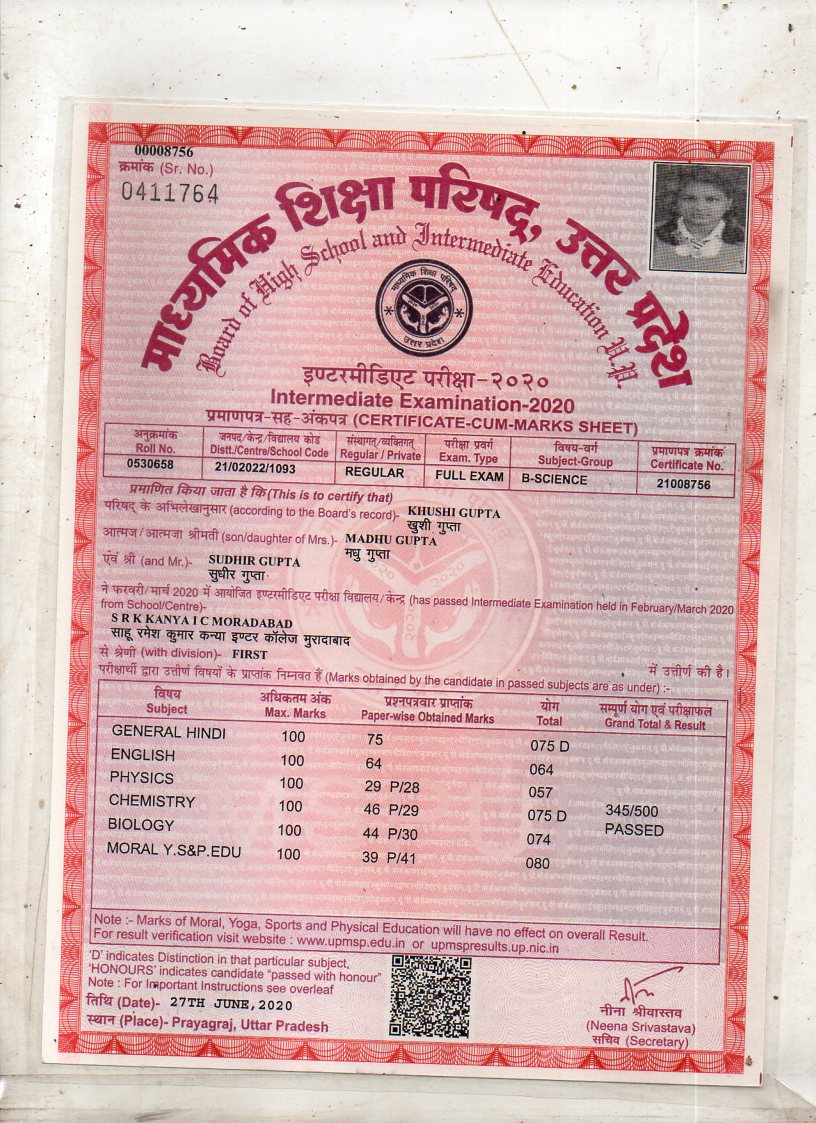 00008756
क्रमांक (Sr. No.)
0411764
माध्यमिक शिक्षा परिषद्, उत्तर प्रदेश
Board of High School and Intermediate Education U.P.
माध्यमिक शिक्षा परिषद्
उत्तर प्रदेश
इण्टरमीडिएट परीक्षा-२०२०
Intermediate Examination-2020
प्रमाणपत्र-सह-अंकपत्र (CERTIFICATE-CUM-MARKS SHEET)
अनुक्रमांक जनपद/केन्द्र/विद्यालय कोड संस्थागत/व्यक्तिगत परीक्षा प्रवर्ग विषय-वर्ग प्रमाणपत्र क्रमांक
Roll No. Distt./Centre/School Code Regular / Private Exam. Type Subject-Group Certificate No.
0530658 21/02022/1093 REGULAR FULL EXAM B-SCIENCE 21008756
प्रमाणित किया जाता है कि(This is to certify that)
परिषद् के अभिलेखानुसार (according to the Board's record)- KHUSHI GUPTA
खुशी गुप्ता
आत्मज/आत्मजा श्रीमती (son/daughter of Mrs.)- MADHU GUPTA
मधु गुप्ता
एवं श्री (and Mr.)- SUDHIR GUPTA
सुधीर गुप्ता
ने फरवरी/मार्च 2020 में आयोजित इण्टरमीडिएट परीक्षा विद्यालय/केन्द्र (has passed Intermediate Examination held in February/March 2020
from School/Centre)-
S R K KANYA I C MORADABAD
साहू रमेश कुमार कन्या इण्टर कॉलेज मुरादाबाद
से श्रेणी (with division)- FIRST में उत्तीर्ण की है।
परीक्षार्थी द्वारा उत्तीर्ण विषयों के प्राप्तांक निम्नवत हैं (Marks obtained by the candidate in passed subjects are as under) :-
विषय अधिकतम अंक प्रश्नपत्रवार प्राप्तांक योग सम्पूर्ण योग एवं परीक्षाफल
Subject Max. Marks Paper-wise Obtained Marks Total Grand Total & Result
GENERAL HINDI 100 75 075 D
ENGLISH 100 64 064
PHYSICS 100 29 P/28 057
CHEMISTRY 100 46 P/29 075 D 345/500
BIOLOGY 100 44 P/30 074 PASSED
MORAL Y.S&P.EDU 100 39 P/41 080
Note :- Marks of Moral, Yoga, Sports and Physical Education will have no effect on overall Result.
For result verification visit website : www.upmsp.edu.in or upmspresults.up.nic.in
'D' indicates Distinction in that particular subject,
'HONOURS' indicates candidate "passed with honour"
Note : For Important Instructions see overleaf
तिथि (Date)- 27TH JUNE,2020
स्थान (Place)- Prayagraj, Uttar Pradesh
नीना श्रीवास्तव
(Neena Srivastava)
सचिव (Secretary)